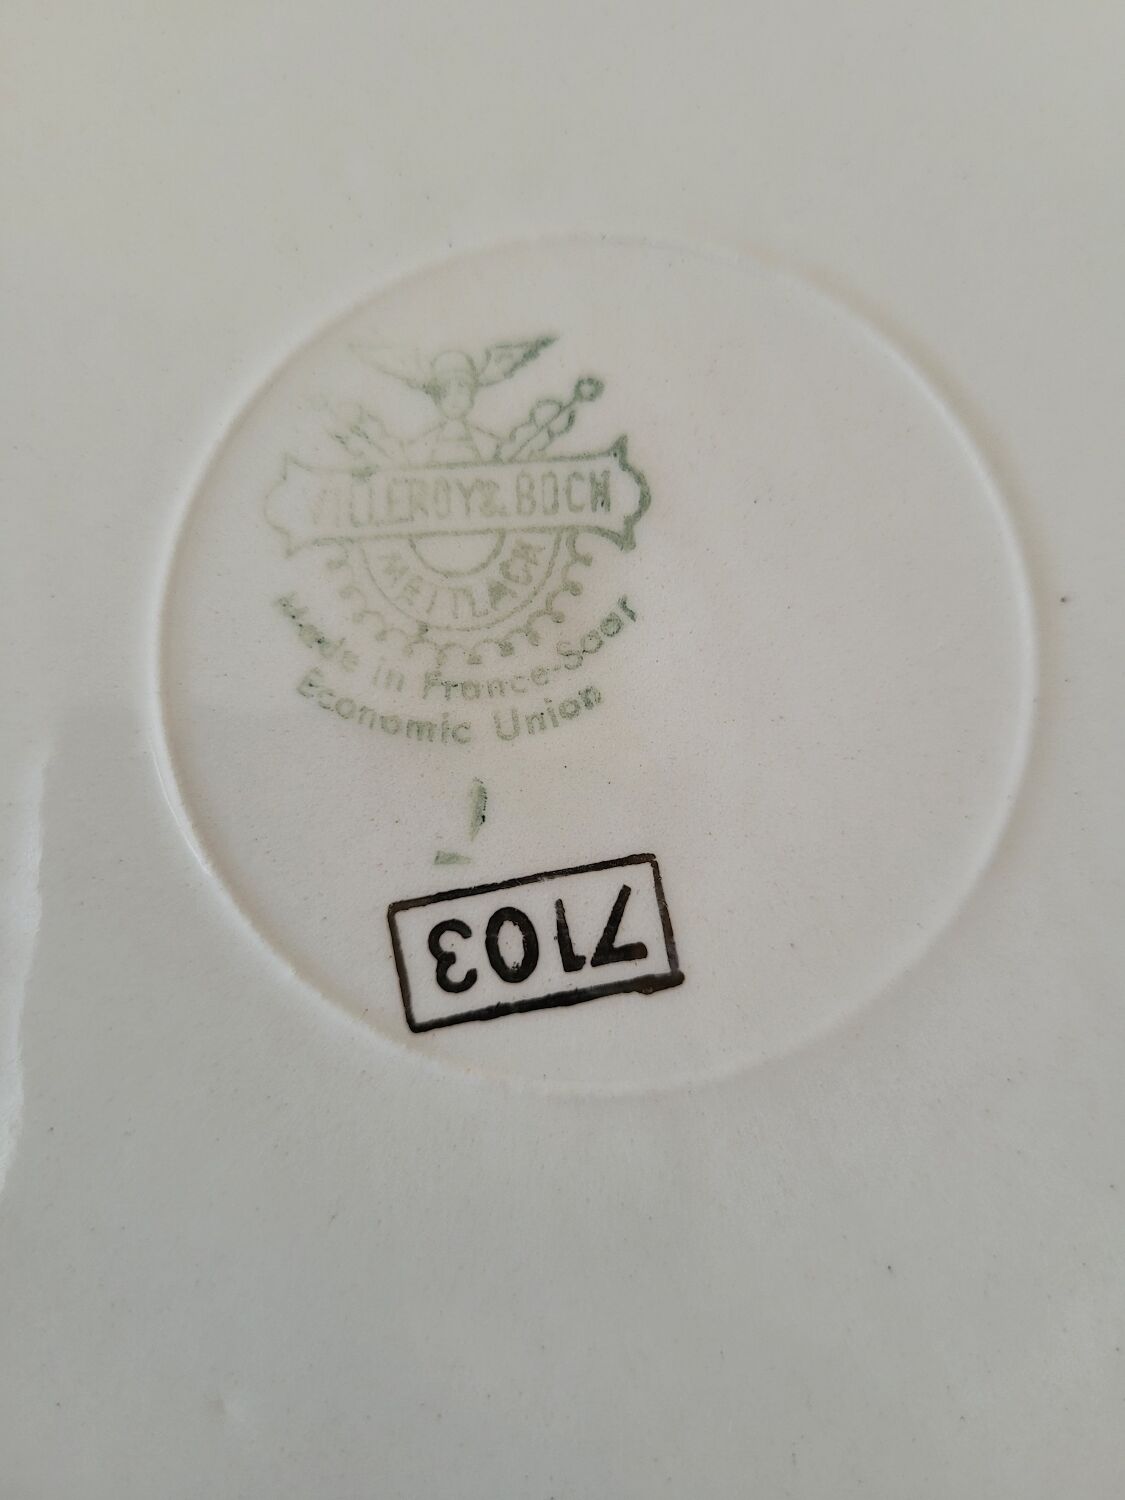 VILLEROY & BOCH
METTLACH
Made in France-Saar
Economic Union
7103